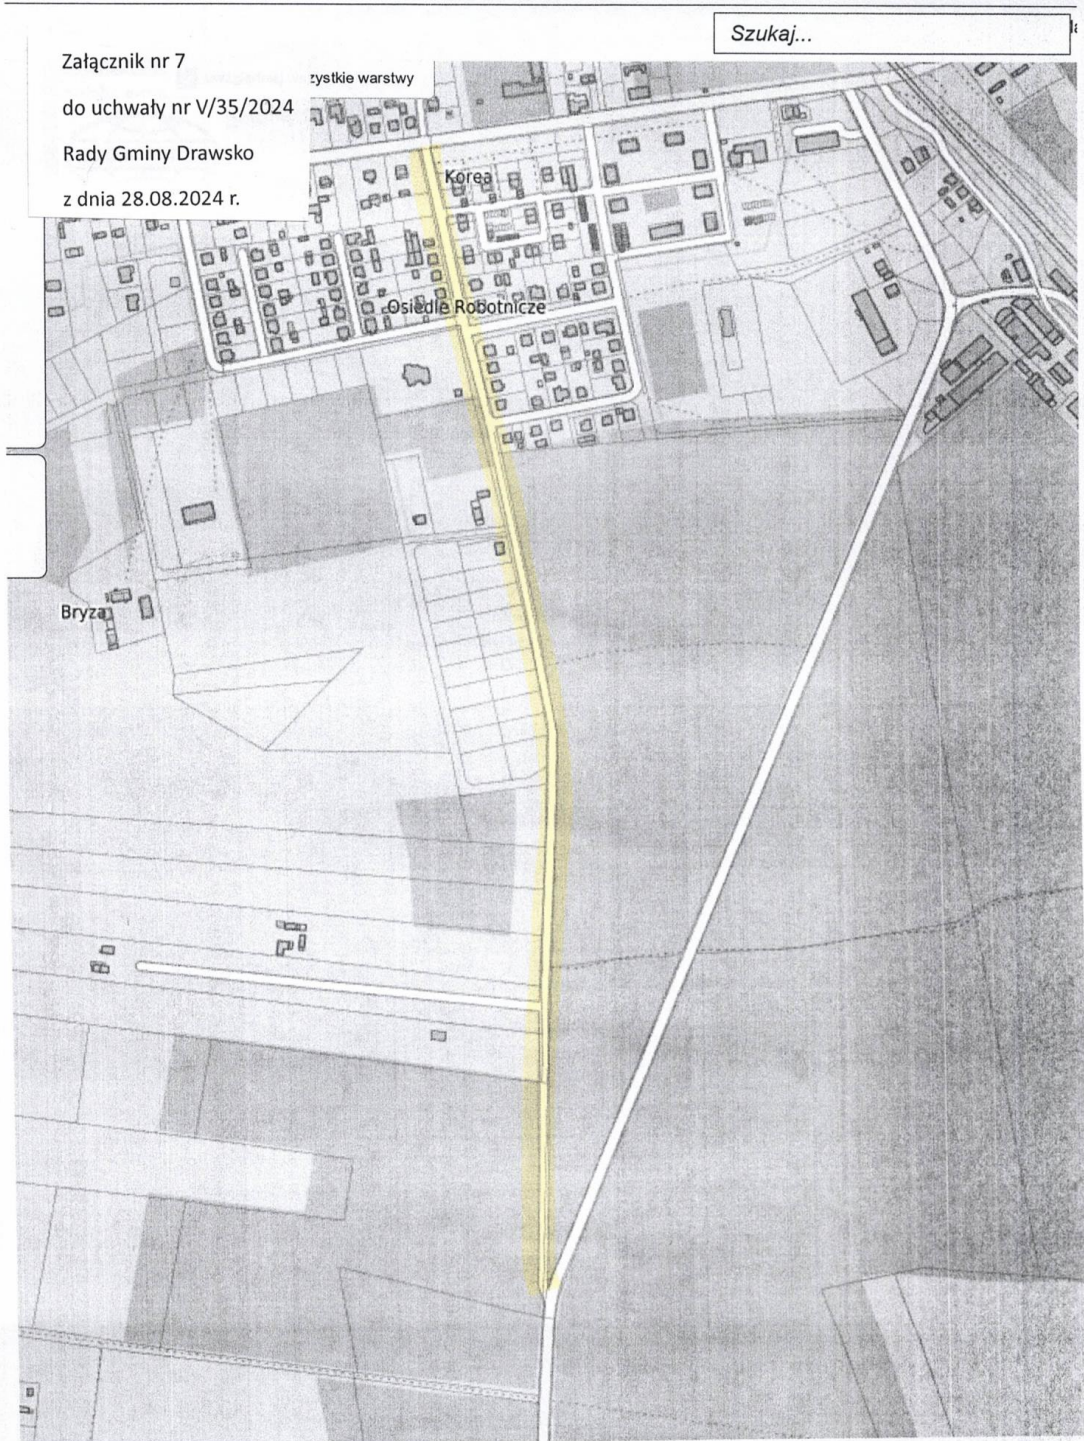 Szukaj...
Załącznik nr 7
do uchwały nr V/35/2024
Rady Gminy Drawsko
z dnia 28.08.2024 r.
zystkie warstwy
Korea
Osiedle Robotnicze
Bryza